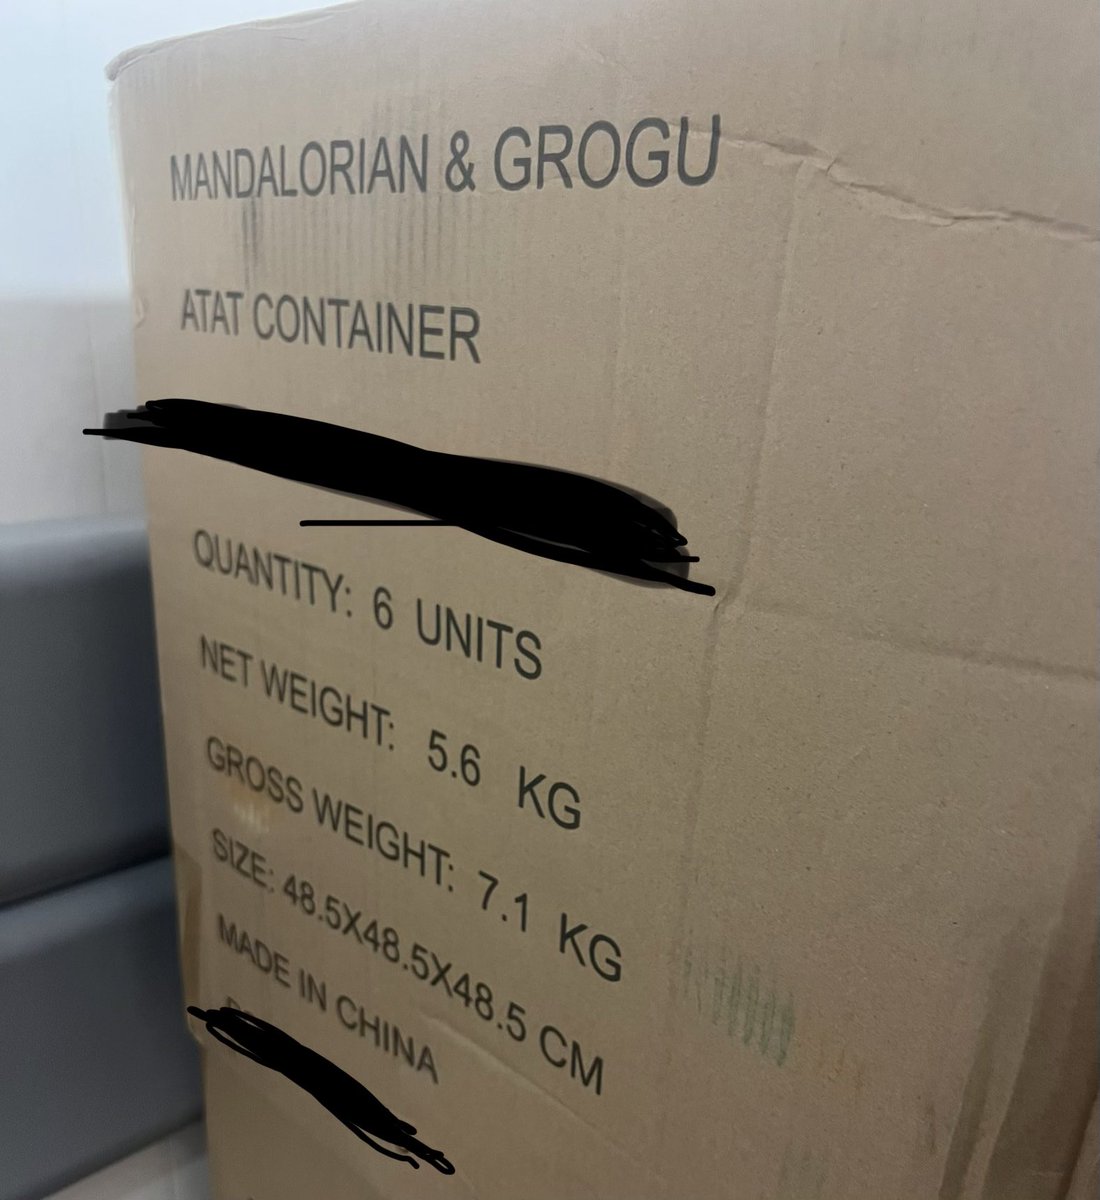 MANDALORIAN & GROGU
ATAT CONTAINER
QUANTITY: 6 UNITS
NET WEIGHT: 5.6 KG
GROSS WEIGHT: 7.1 KG
SIZE: 48.5X48.5X48.5 CM
MADE IN CHINA